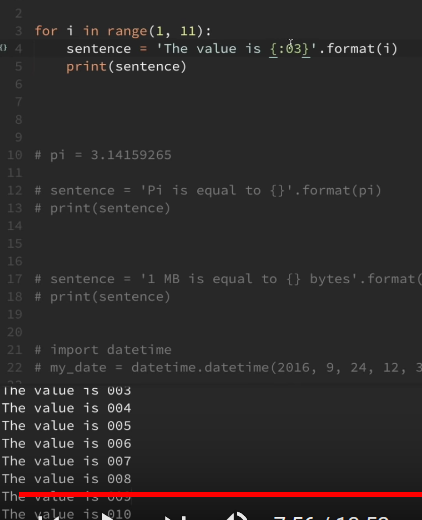 2
3 for i in range(1, 11):
4 sentence = 'The value is {:03}'.format(i)
5 print(sentence)
6
7
8
9
10 # pi = 3.14159265
11
12 # sentence = 'Pi is equal to {}'.format(pi)
13 # print(sentence)
14
15
16
17 # sentence = '1 MB is equal to {} bytes'.format(
18 # print(sentence)
19
20
21 # import datetime
22 # my_date = datetime.datetime(2016, 9, 24, 12, 3
The value is 003
The value is 004
The value is 005
The value is 006
The value is 007
The value is 008
The value is 009
The value is 010